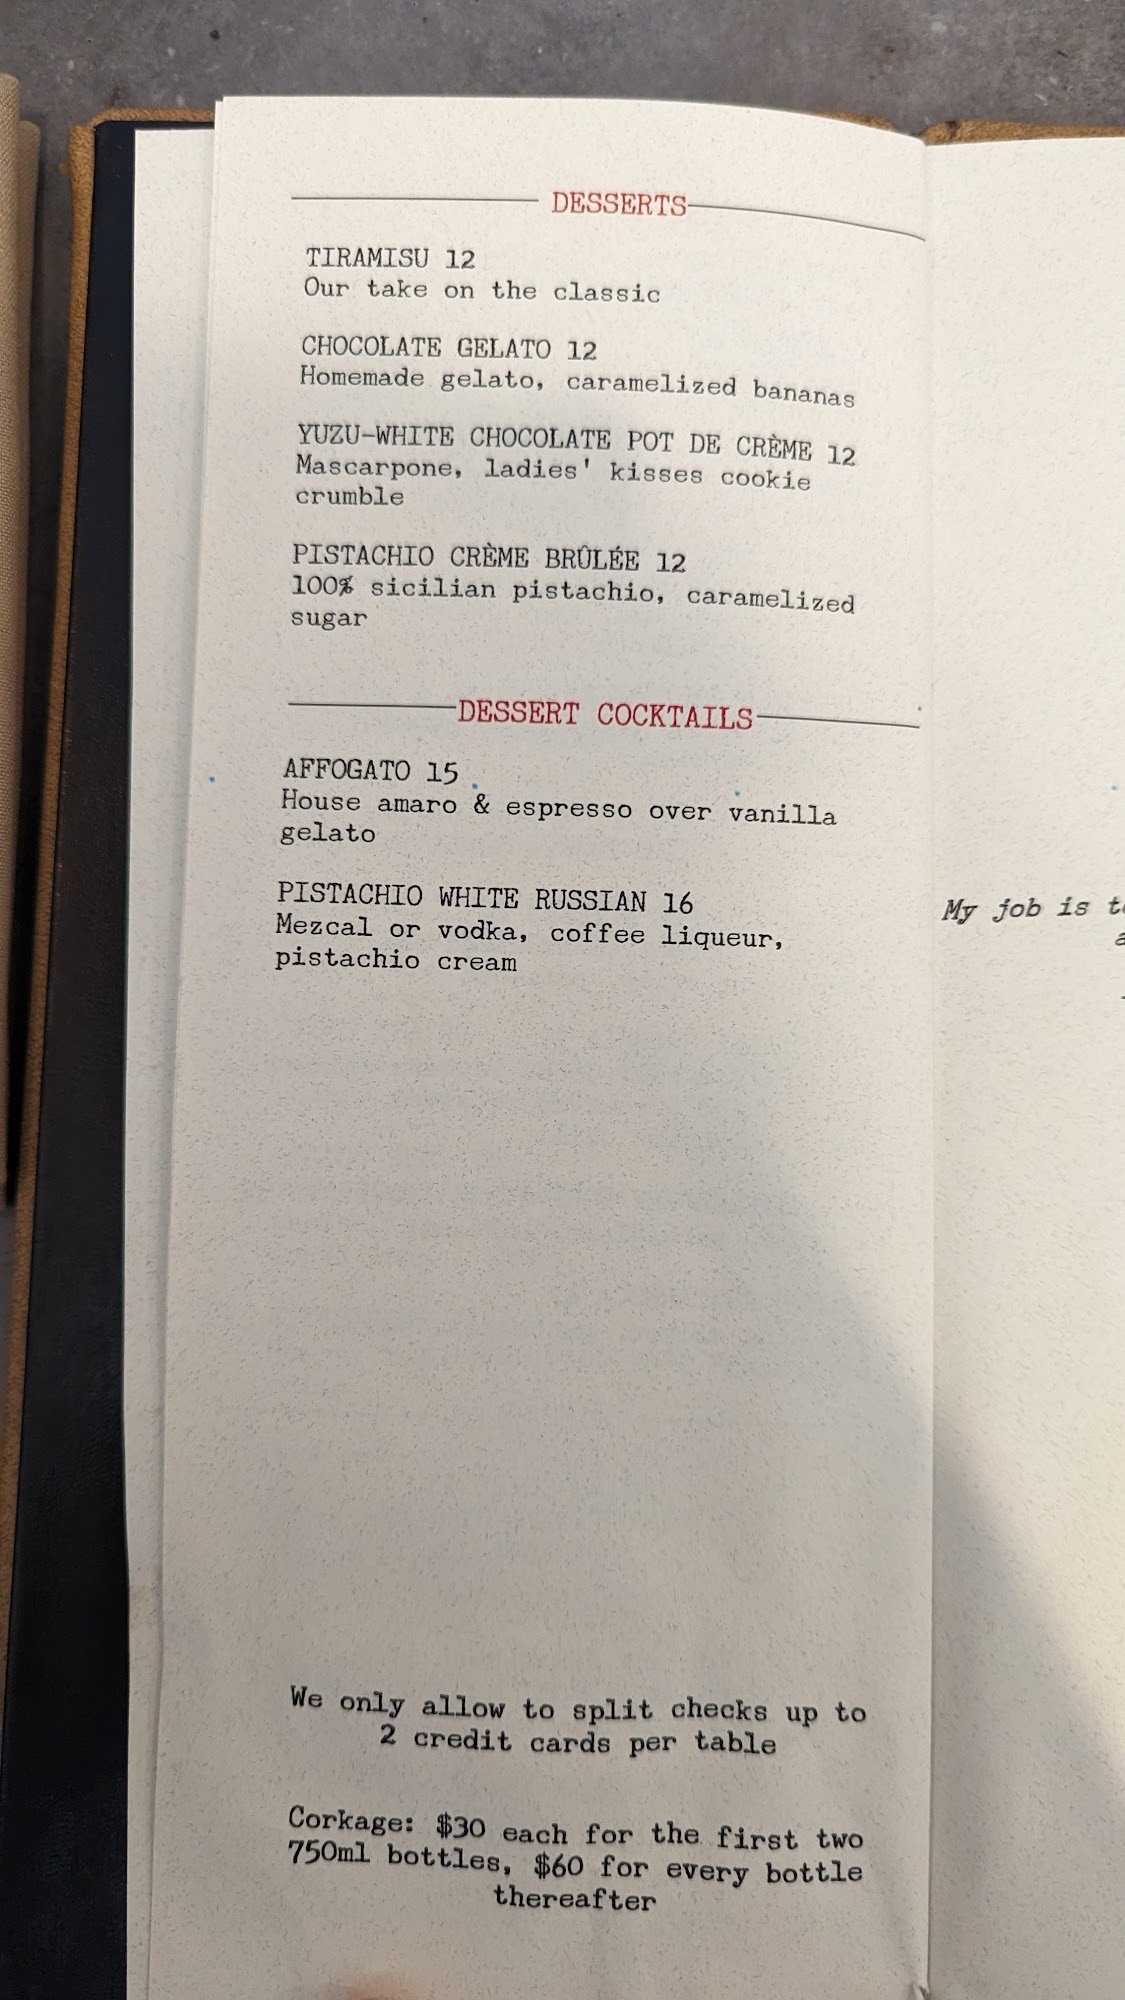 DESSERTS
TIRAMISU 12
Our take on the classic
CHOCOLATE GELATO 12
Homemade gelato, caramelized bananas
YUZU-WHITE CHOCOLATE POT DE CRÈME 12
Mascarpone, ladies' kisses cookie
crumble
PISTACHIO CRÈME BRÛLÉE 12
100% sicilian pistachio, caramelized
sugar
DESSERT COCKTAILS
AFFOGATO 15
House amaro & espresso over vanilla
gelato
PISTACHIO WHITE RUSSIAN 16
Mezcal or vodka, coffee liqueur,
pistachio cream
We only allow to split checks up to
2 credit cards per table
Corkage: $30 each for the first two
750ml bottles, $60 for every bottle
thereafter
My job is